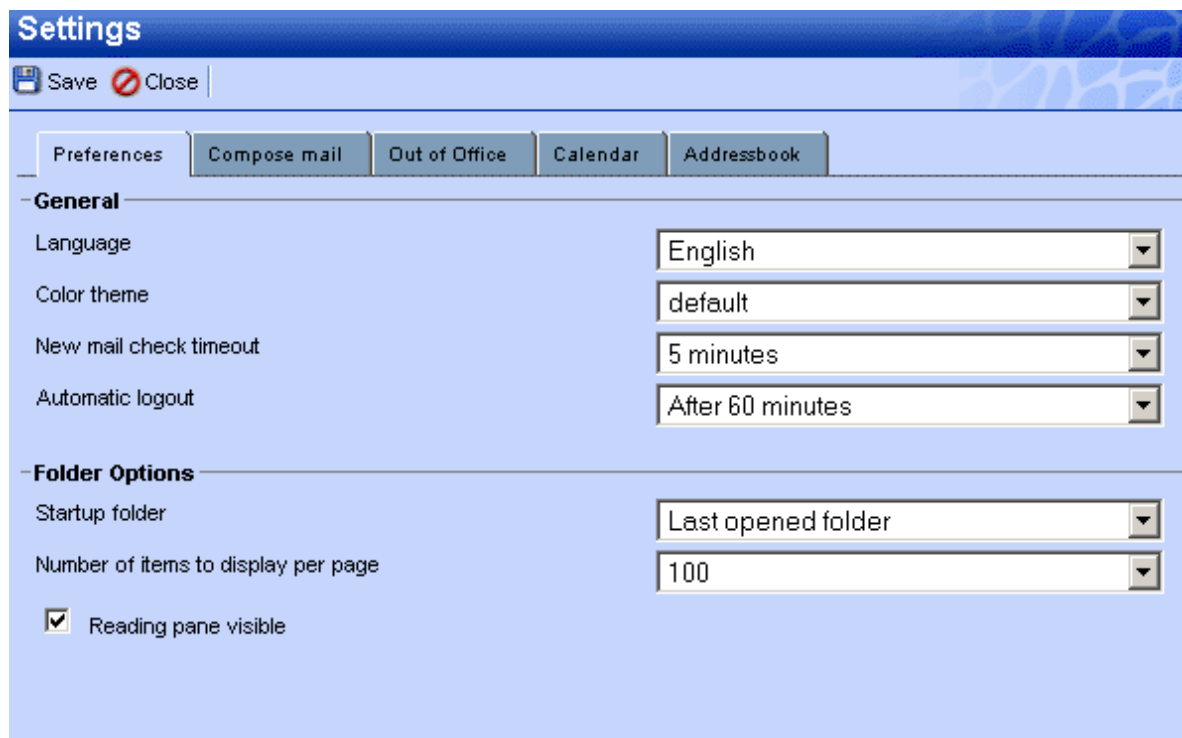 Settings
Save Close
Preferences Compose mail Out of Office Calendar Addressbook
General
Language English
Color theme default
New mail check timeout 5 minutes
Automatic logout After 60 minutes
Folder Options
Startup folder Last opened folder
Number of items to display per page 100
Reading pane visible